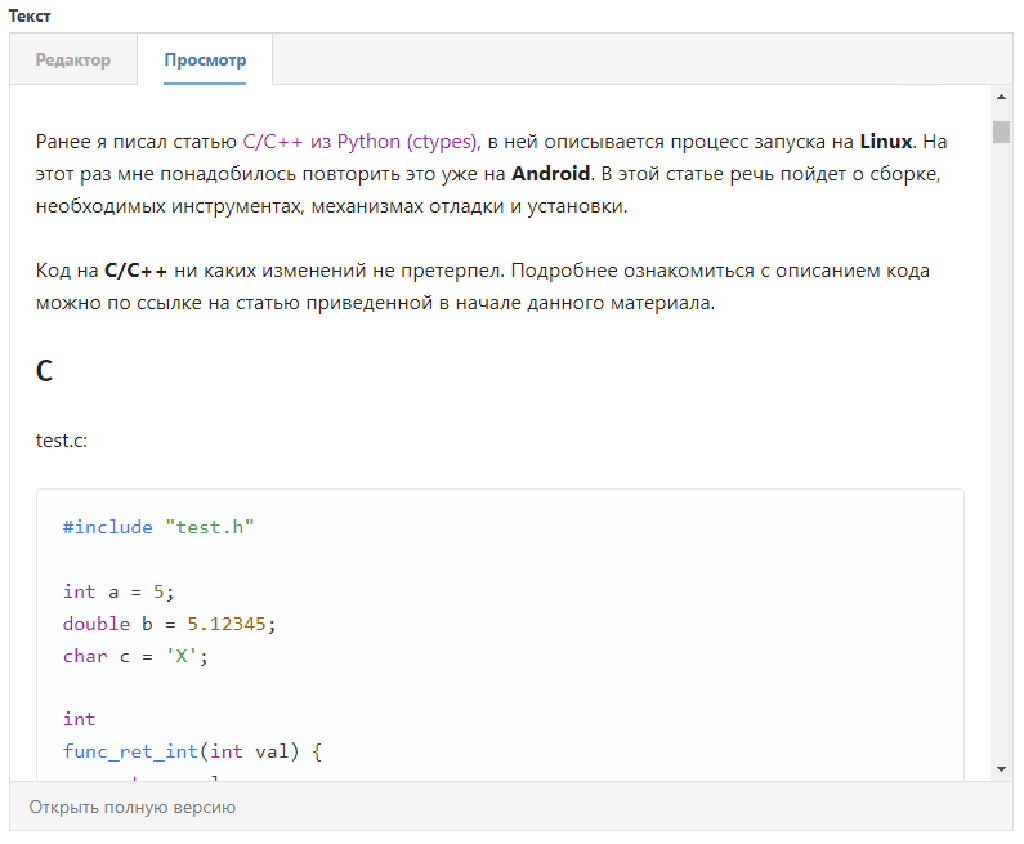 Текст
Редактор Просмотр
Ранее я писал статью C/C++ из Python (ctypes), в ней описывается процесс запуска на Linux. На
этот раз мне понадобилось повторить это уже на Android. В этой статье речь пойдет о сборке,
необходимых инструментах, механизмах отладки и установки.
Код на C/C++ ни каких изменений не претерпел. Подробнее ознакомиться с описанием кода
можно по ссылке на статью приведенной в начале данного материала.
C
test.c:
#include "test.h"
int a = 5;
double b = 5.12345;
char c = 'X';
int
func_ret_int(int val) {
Открыть полную версию